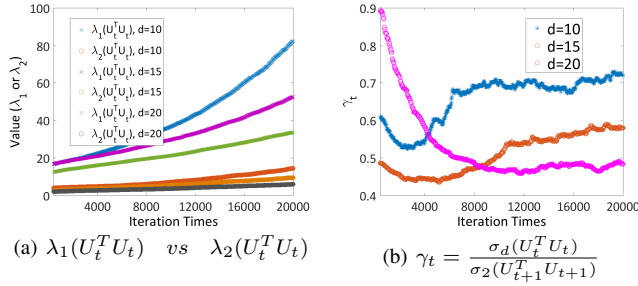 100
80
60
40
20
0
Value (λ₁ or λ₂)
λ₁(UₜᵀUₜ), d=10
λ₂(UₜᵀUₜ), d=10
λ₁(UₜᵀUₜ), d=15
λ₂(UₜᵀUₜ), d=15
λ₁(UₜᵀUₜ), d=20
λ₂(UₜᵀUₜ), d=20
4000 8000 12000 16000 20000
Iteration Times
(a) λ₁(UₜᵀUₜ) vs λ₂(UₜᵀUₜ)
0.9
0.8
0.7
0.6
0.5
0.4
γₜ
d=10
d=15
d=20
4000 8000 12000 16000 20000
Iteration Times
(b) γₜ = σ_d(UₜᵀUₜ) / σ₂(Uₜ₊₁ᵀUₜ₊₁)